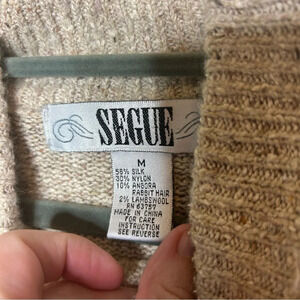 SEGUE
M
58% SILK
30% NYLON
10% ANGORA
RABBIT HAIR
2% LAMBSWOOL
RN 63757
MADE IN CHINA
FOR CARE
INSTRUCTION
SEE REVERSE